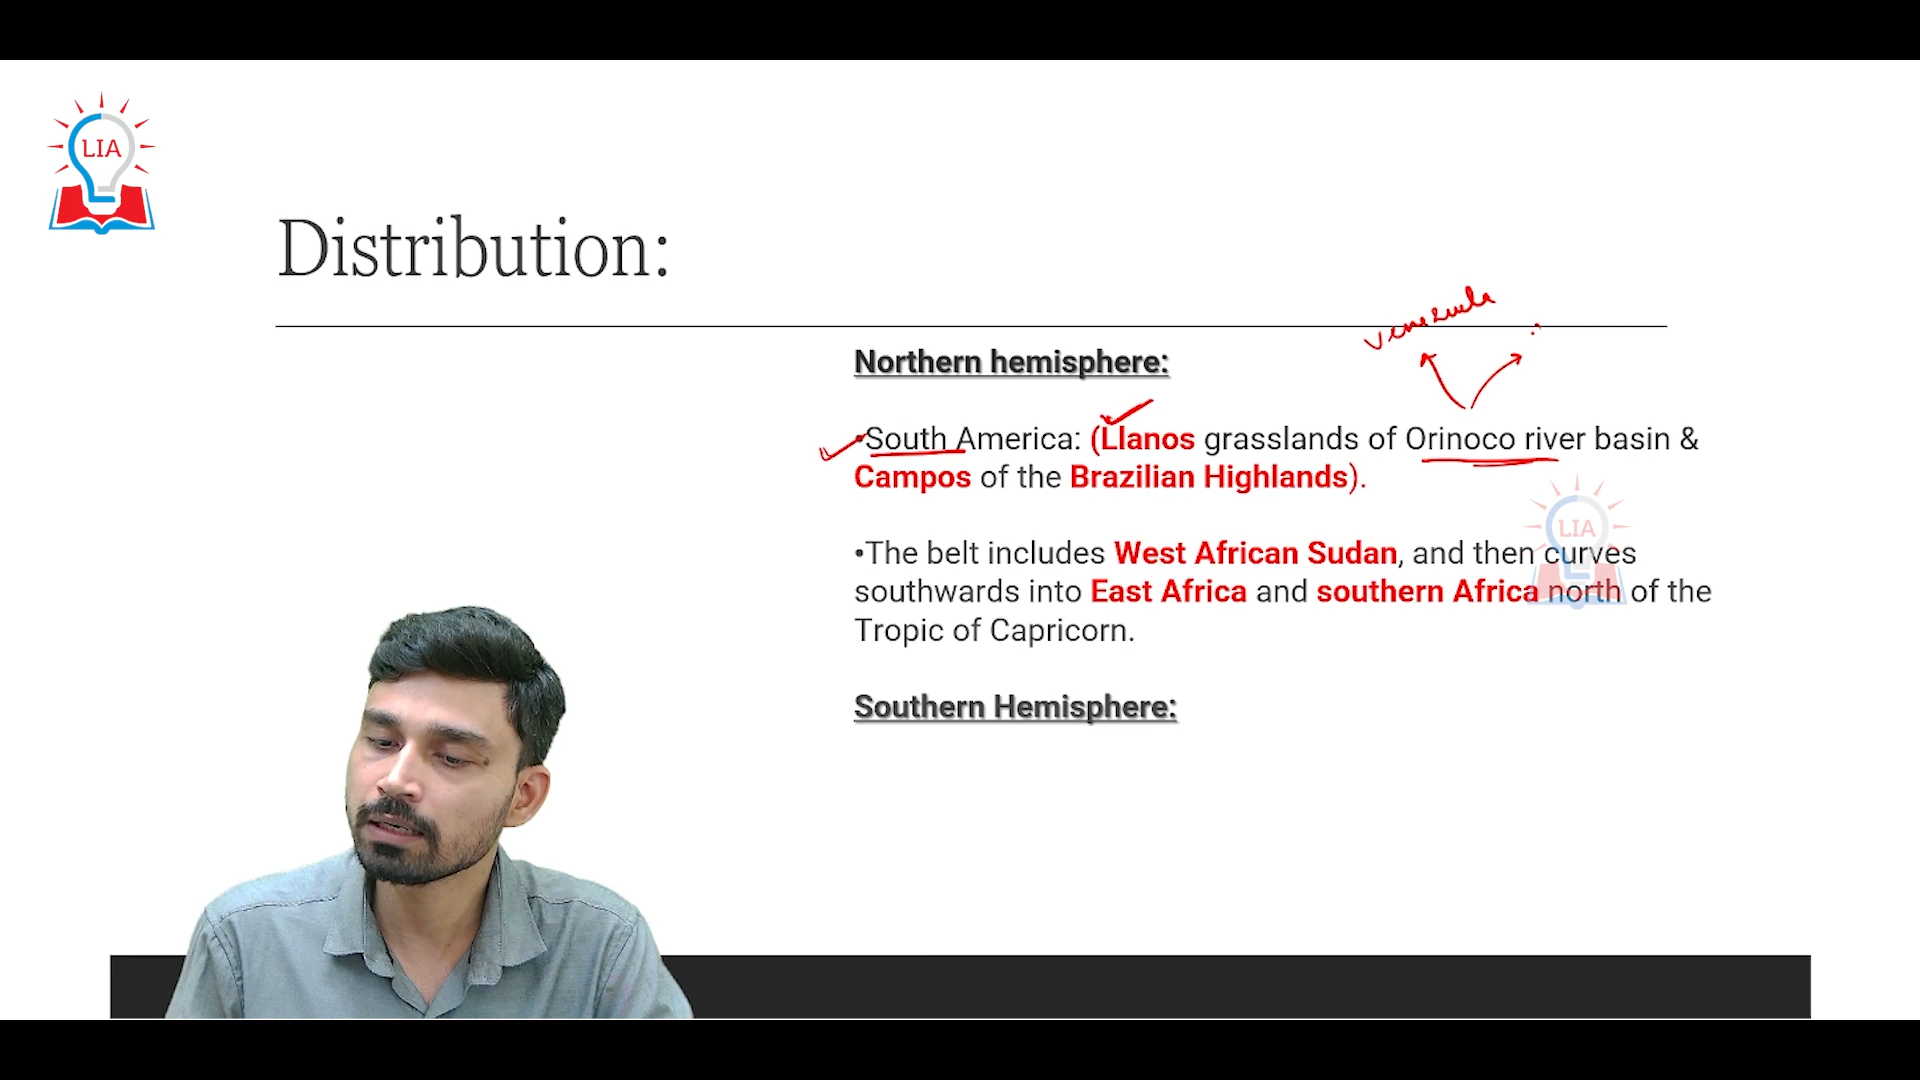 LIA
Distribution:
Venezuela
Northern hemisphere:
•South America: (Llanos grasslands of Orinoco river basin &
Campos of the Brazilian Highlands).
LIA
•The belt includes West African Sudan, and then curves
southwards into East Africa and southern Africa north of the
Tropic of Capricorn.
Southern Hemisphere: